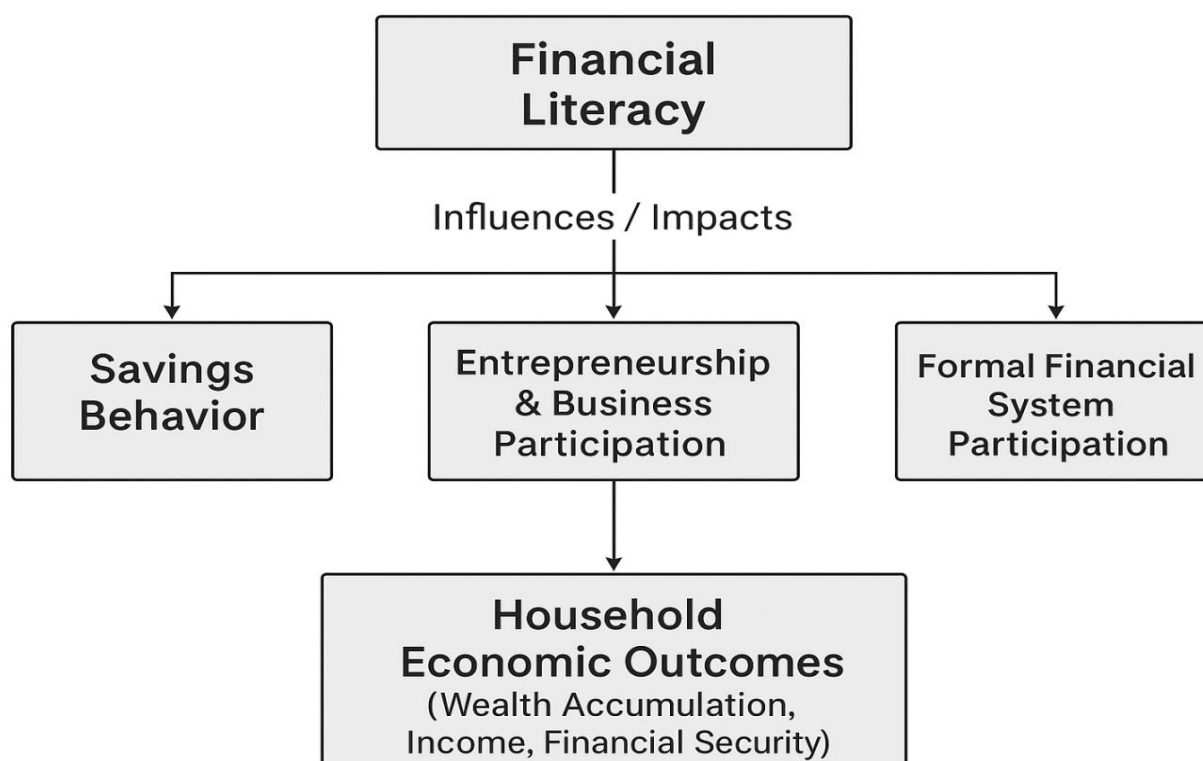 Financial
Literacy
Influences / Impacts
Savings
Behavior
Entrepreneurship
& Business
Participation
Formal Financial
System
Participation
Household
Economic Outcomes
(Wealth Accumulation,
Income, Financial Security)